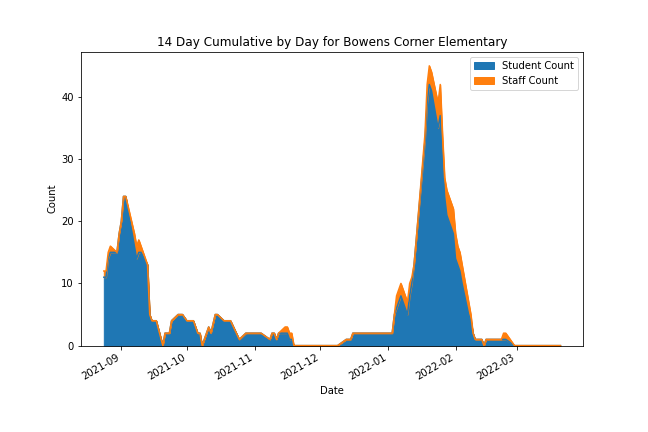 14 Day Cumulative by Day for Bowens Corner Elementary
Student Count
Staff Count
40
30
20
10
0
Count
2021-09
2021-10
2021-11
2021-12
2022-01
2022-02
2022-03
Date